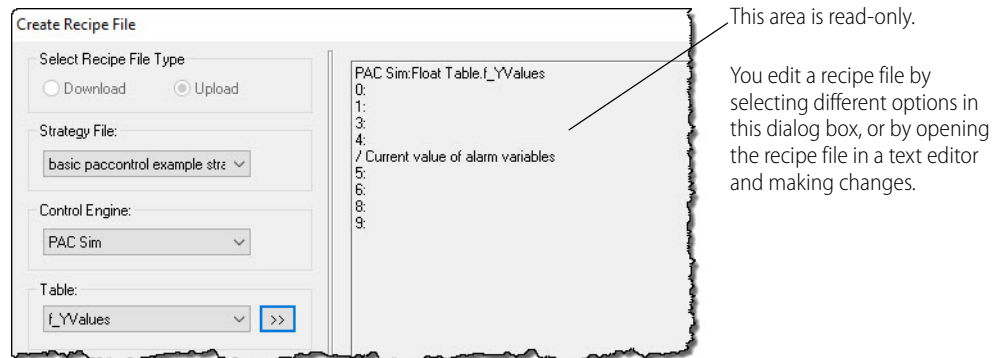 Create Recipe File
Select Recipe File Type
Download
Upload
Strategy File:
basic paccontrol example stra
Control Engine:
PAC Sim
Table:
f_YValues
>>
PAC Sim:Float Table.f_YValues
0:
1:
3:
4:
/ Current value of alarm variables
5:
6:
8:
9:
This area is read-only.
You edit a recipe file by
selecting different options in
this dialog box, or by opening
the recipe file in a text editor
and making changes.